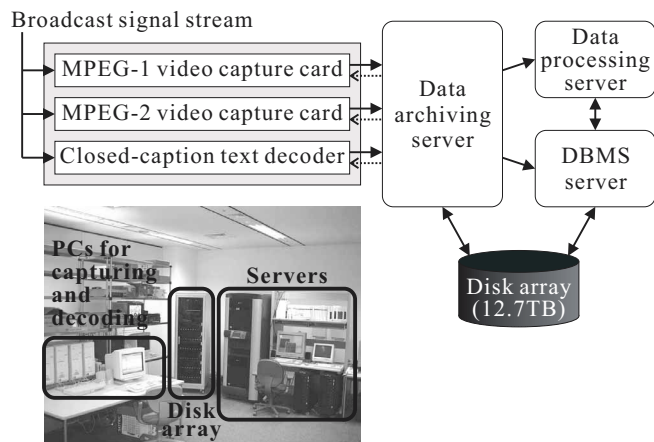 Broadcast signal stream
MPEG-1 video capture card
MPEG-2 video capture card
Closed-caption text decoder
Data
archiving
server
Data
processing
server
DBMS
server
Disk array
(12.7TB)
PCs for
capturing
and
decoding
Servers
Disk
array